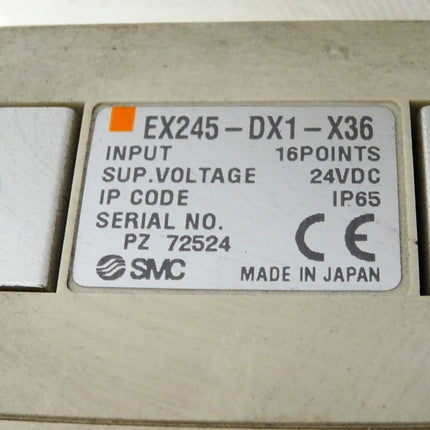 EX245-DX1-X36
INPUT 16POINTS
SUP.VOLTAGE 24VDC
IP CODE IP65
SERIAL NO.
PZ 72524 CE
SMC MADE IN JAPAN